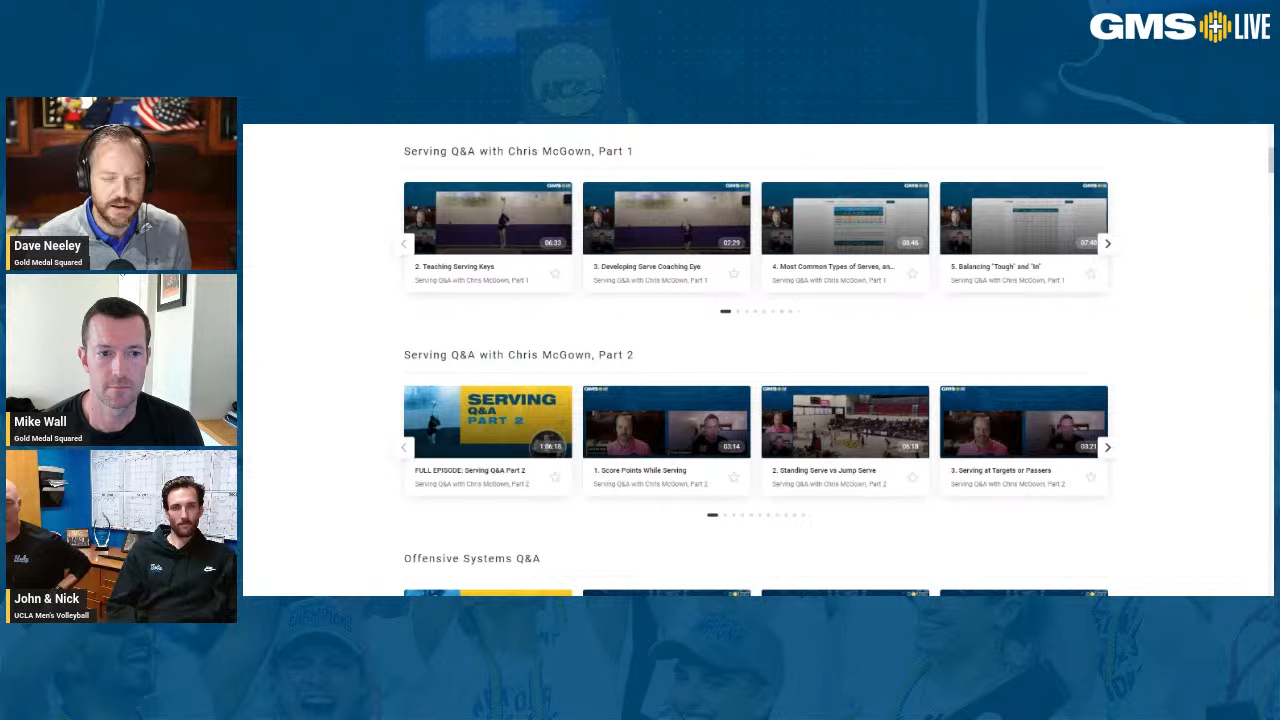 GMS LIVE
Dave Neeley
Gold Medal Squared
Mike Wall
Gold Medal Squared
John & Nick
UCLA Men's Volleyball
Serving Q&A with Chris McGown, Part 1
06:33
02:29
08:46
07:48
2. Teaching Serving Keys
Serving Q&A with Chris McGown, Part 1
3. Developing Serve Coaching Eye
Serving Q&A with Chris McGown, Part 1
4. Most Common Types of Serves, an...
Serving Q&A with Chris McGown, Part 1
5. Balancing "Tough" and "In"
Serving Q&A with Chris McGown, Part 1
Serving Q&A with Chris McGown, Part 2
SERVING
Q&A
PART 2
1:06:18
03:14
06:18
03:21
FULL EPISODE: Serving Q&A Part 2
Serving Q&A with Chris McGown, Part 2
1. Score Points While Serving
Serving Q&A with Chris McGown, Part 2
2. Standing Serve vs Jump Serve
Serving Q&A with Chris McGown, Part 2
3. Serving at Targets or Passers
Serving Q&A with Chris McGown, Part 2
Offensive Systems Q&A